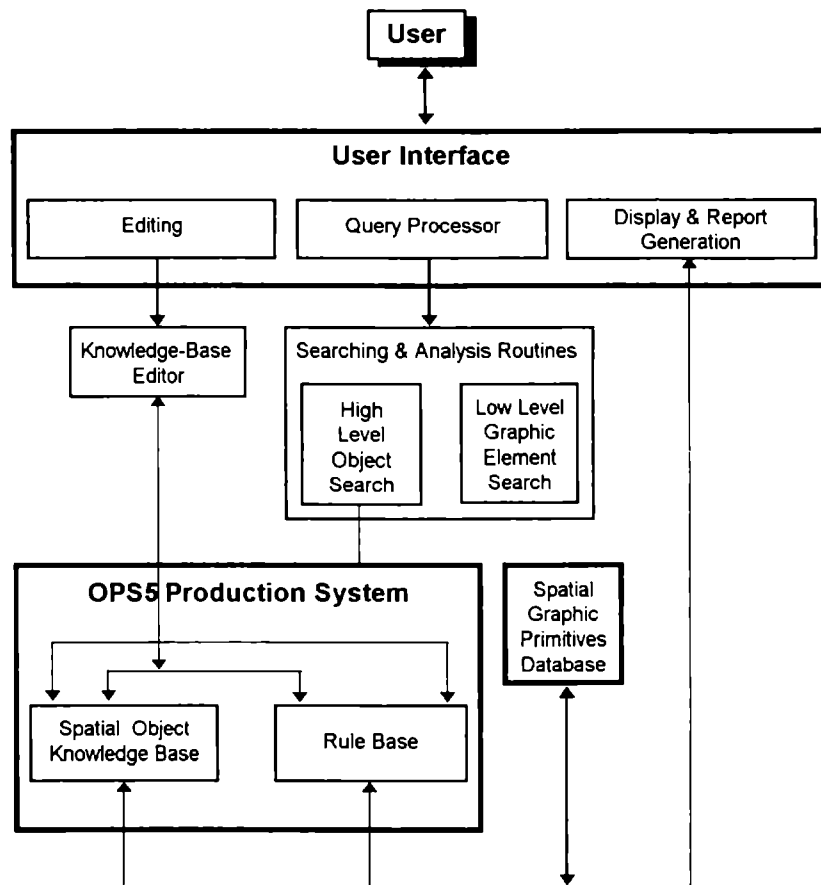 User
User Interface
Editing
Query Processor
Display & Report
Generation
Knowledge-Base
Editor
Searching & Analysis Routines
High
Level
Object
Search
Low Level
Graphic
Element
Search
OPS5 Production System
Spatial
Graphic
Primitives
Database
Spatial Object
Knowledge Base
Rule Base